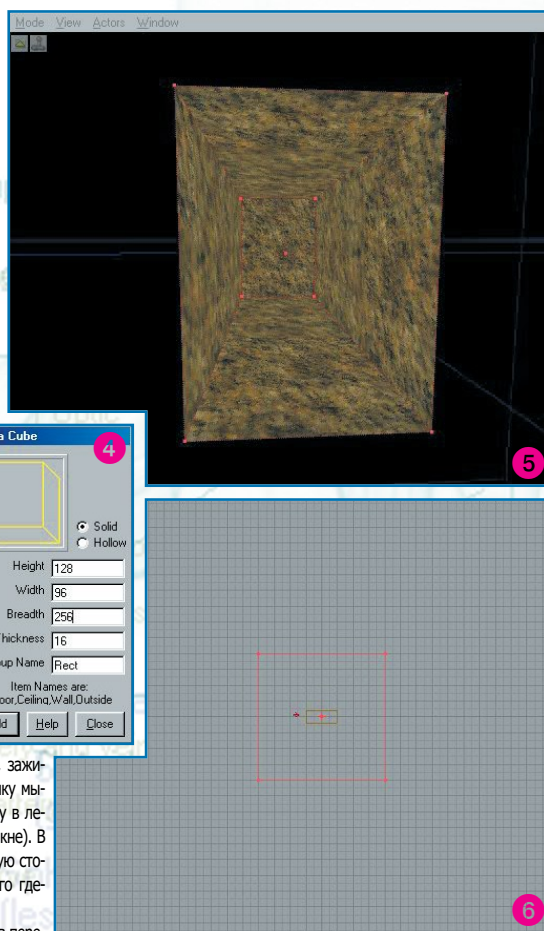 Mode View Actors Window
5
a Cube
4
Solid
Hollow
Height 128
Width 96
Breadth 256
hickness 16
up Name Rect
Item Names are:
oor,Ceiling,Wall,Outside
ld Help Close
зажи-
ку мы-
у в ле-
кне). В
ую сто-
го где-
6